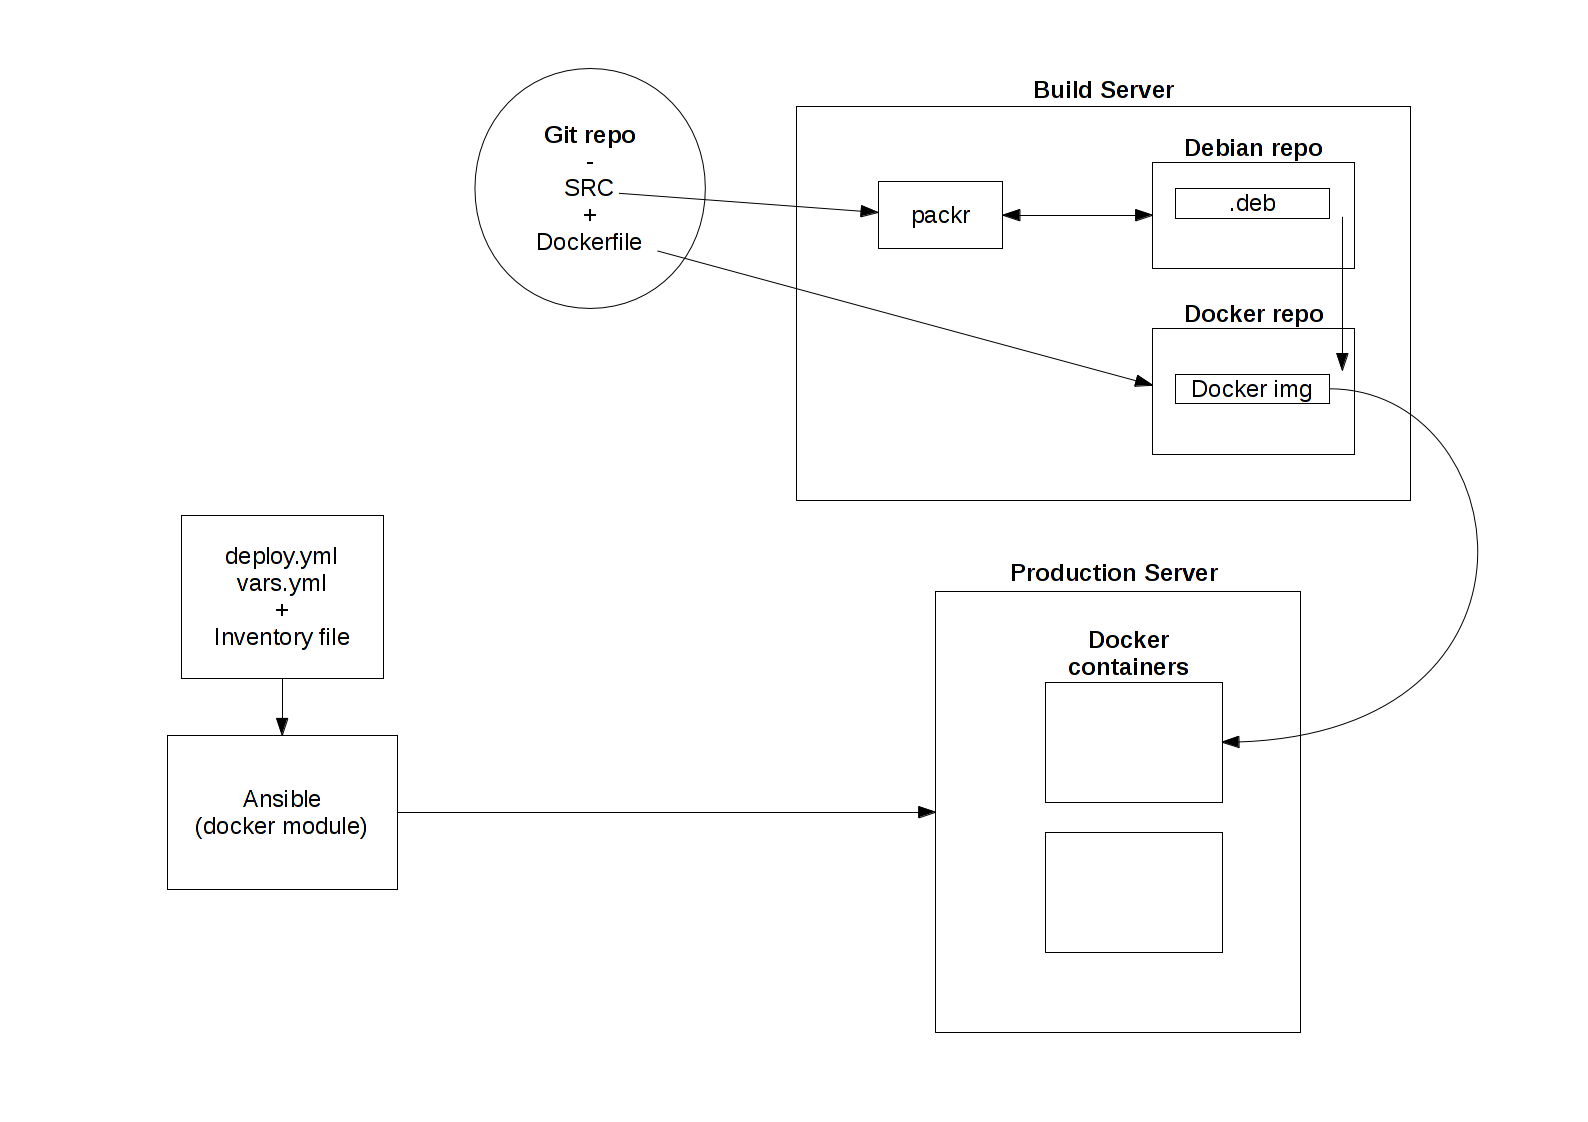 Build Server
Git repo
-
SRC
+
Dockerfile
packr
Debian repo
.deb
Docker repo
Docker img
deploy.yml
vars.yml
+
Inventory file
Ansible
(docker module)
Production Server
Docker
containers